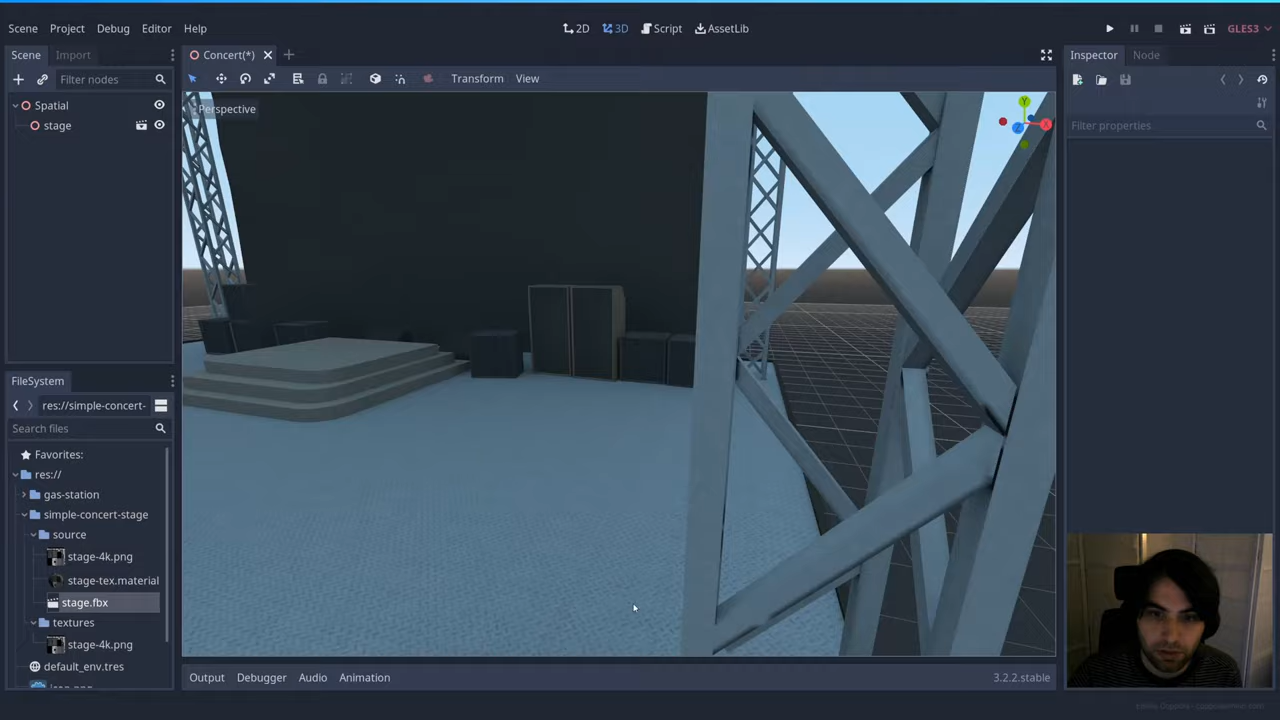 Scene Project Debug Editor Help
2D 3D Script AssetLib
GLES3
Scene Import
Concert(*)
Inspector Node
Filter nodes
Transform View
Perspective
Y
X
Z
Spatial
stage
Filter properties
FileSystem
res://simple-concert-
Search files
Favorites:
res://
gas-station
simple-concert-stage
source
stage-4k.png
stage-tex.material
stage.fbx
textures
stage-4k.png
default_env.tres
Output Debugger Audio Animation
3.2.2.stable